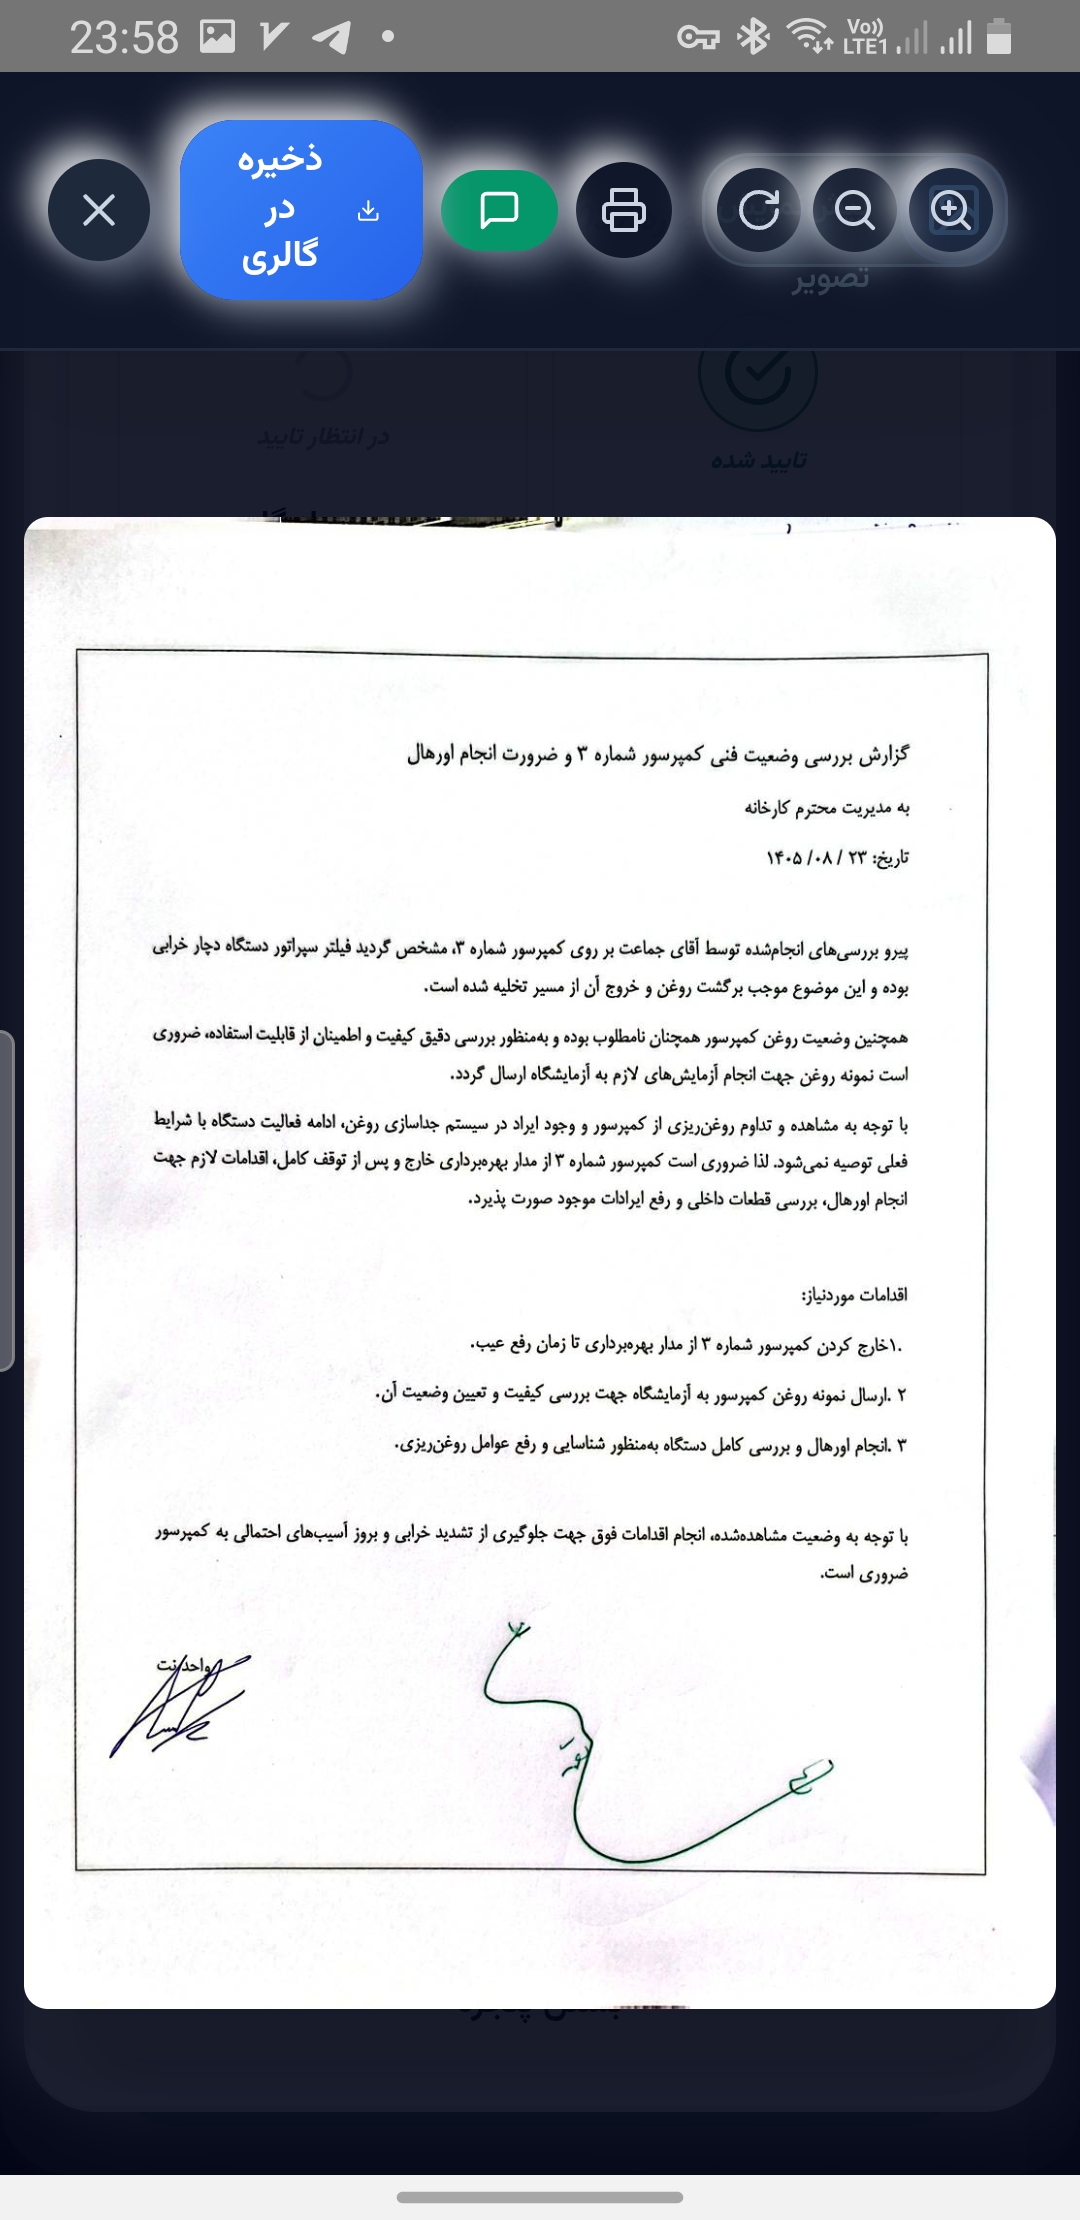 23:58
Vo))
LTE1
ذخیره
در
گالری
تصویر
در انتظار تایید
تایید شده
گزارش بررسی وضعیت فنی کمپرسور شماره ۳ و ضرورت انجام اورهال
به مدیریت محترم کارخانه
تاریخ: ۲۳ / ۰۸/ ۱۴۰۵
پیرو بررسی‌های انجام‌شده توسط آقای جماعت بر روی کمپرسور شماره ۳، مشخص گردید فیلتر سپراتور دستگاه دچار خرابی
بوده و این موضوع موجب برگشت روغن و خروج آن از مسیر تخلیه شده است.
همچنین وضعیت روغن کمپرسور همچنان نامطلوب بوده و به‌منظور بررسی دقیق کیفیت و اطمینان از قابلیت استفاده، ضروری
است نمونه روغن جهت انجام آزمایش‌های لازم به آزمایشگاه ارسال گردد.
با توجه به مشاهده و تداوم روغن‌ریزی از کمپرسور و وجود ایراد در سیستم جداسازی روغن، ادامه فعالیت دستگاه با شرایط
فعلی توصیه نمی‌شود. لذا ضروری است کمپرسور شماره ۳ از مدار بهره‌برداری خارج و پس از توقف کامل، اقدامات لازم جهت
انجام اورهال، بررسی قطعات داخلی و رفع ایرادات موجود صورت پذیرد.
اقدامات موردنیاز:
۱.خارج کردن کمپرسور شماره ۳ از مدار بهره‌برداری تا زمان رفع عیب.
۲ .ارسال نمونه روغن کمپرسور به آزمایشگاه جهت بررسی کیفیت و تعیین وضعیت آن.
۳ .انجام اورهال و بررسی کامل دستگاه به‌منظور شناسایی و رفع عوامل روغن‌ریزی.
با توجه به وضعیت مشاهده‌شده، انجام اقدامات فوق جهت جلوگیری از تشدید خرابی و بروز آسیب‌های احتمالی به کمپرسور
ضروری است.
واحد نت